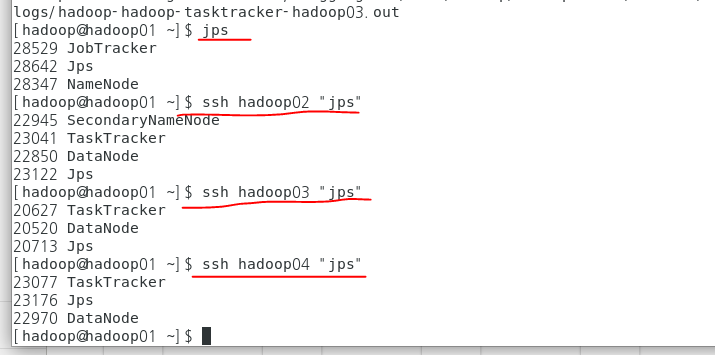 logs/hadoop-hadoop-tasktracker-hadoop03.out
[hadoop@hadoop01 ~]$ jps
28529 JobTracker
28642 Jps
28347 NameNode
[hadoop@hadoop01 ~]$ ssh hadoop02 "jps"
22945 SecondaryNameNode
23041 TaskTracker
22850 DataNode
23122 Jps
[hadoop@hadoop01 ~]$ ssh hadoop03 "jps"
20627 TaskTracker
20520 DataNode
20713 Jps
[hadoop@hadoop01 ~]$ ssh hadoop04 "jps"
23077 TaskTracker
23176 Jps
22970 DataNode
[hadoop@hadoop01 ~]$